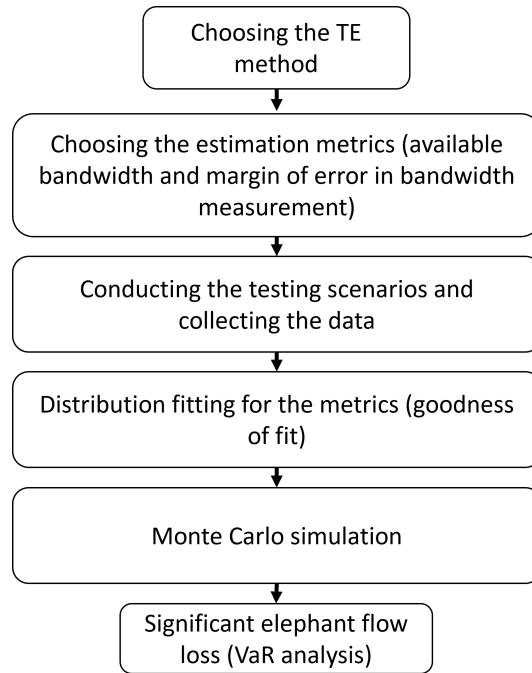 Choosing the TE
method
Choosing the estimation metrics (available
bandwidth and margin of error in bandwidth
measurement)
Conducting the testing scenarios and
collecting the data
Distribution fitting for the metrics (goodness
of fit)
Monte Carlo simulation
Significant elephant flow
loss (VaR analysis)